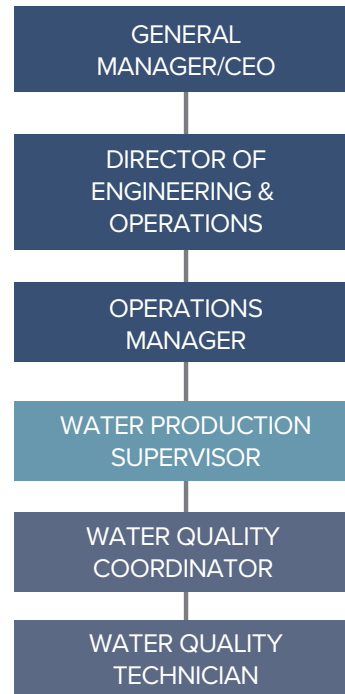 GENERAL
MANAGER/CEO
DIRECTOR OF
ENGINEERING &
OPERATIONS
OPERATIONS
MANAGER
WATER PRODUCTION
SUPERVISOR
WATER QUALITY
COORDINATOR
WATER QUALITY
TECHNICIAN